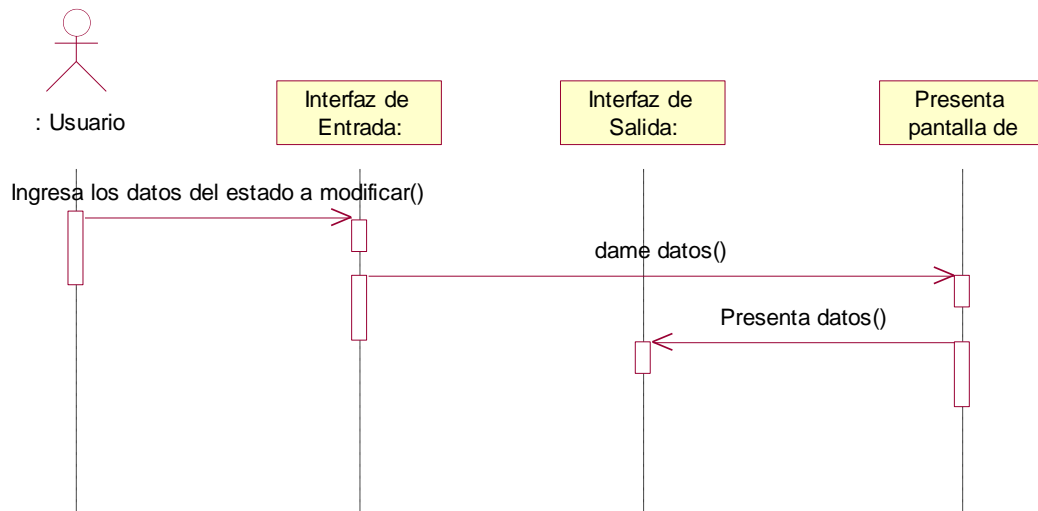 : Usuario
Interfaz de
Entrada:
Interfaz de
Salida:
Presenta
pantalla de
Ingresa los datos del estado a modificar()
dame datos()
Presenta datos()